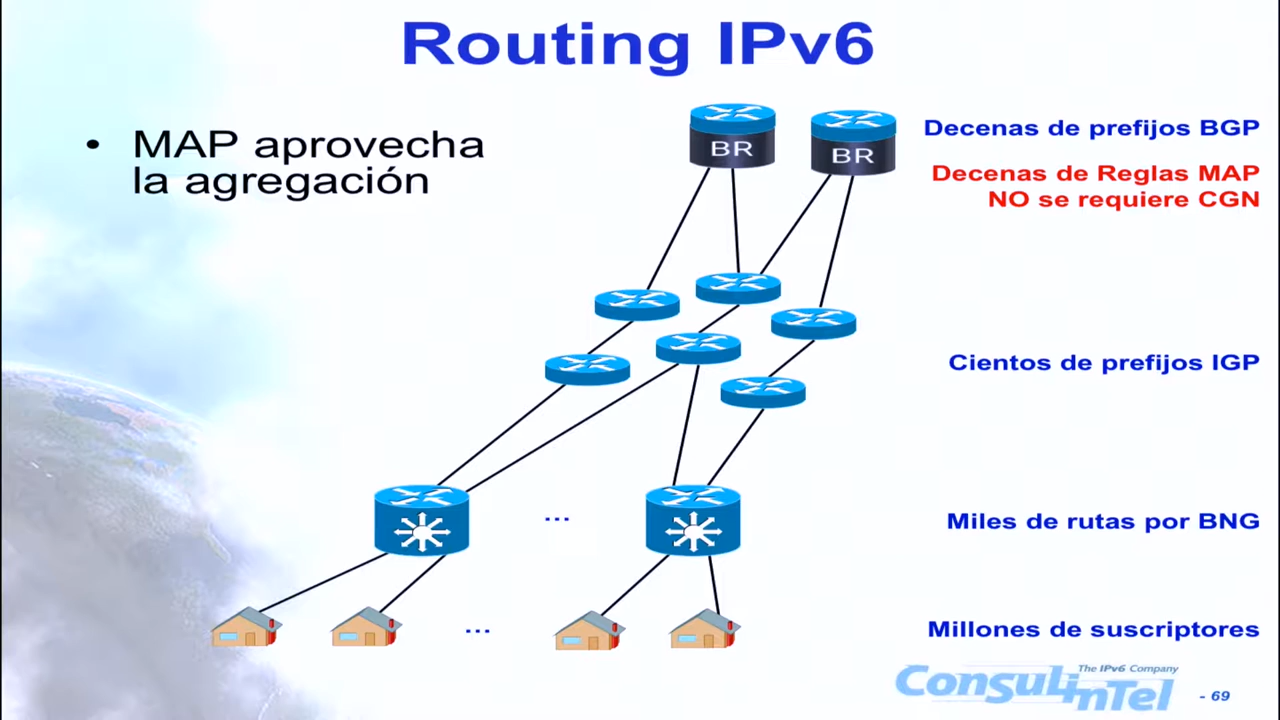 Routing IPv6
• MAP aprovecha
la agregación
BR
BR
Decenas de prefijos BGP
Decenas de Reglas MAP
NO se requiere CGN
Cientos de prefijos IGP
...
Miles de rutas por BNG
...
Millones de suscriptores
The IPv6 Company
Consulintel
- 69